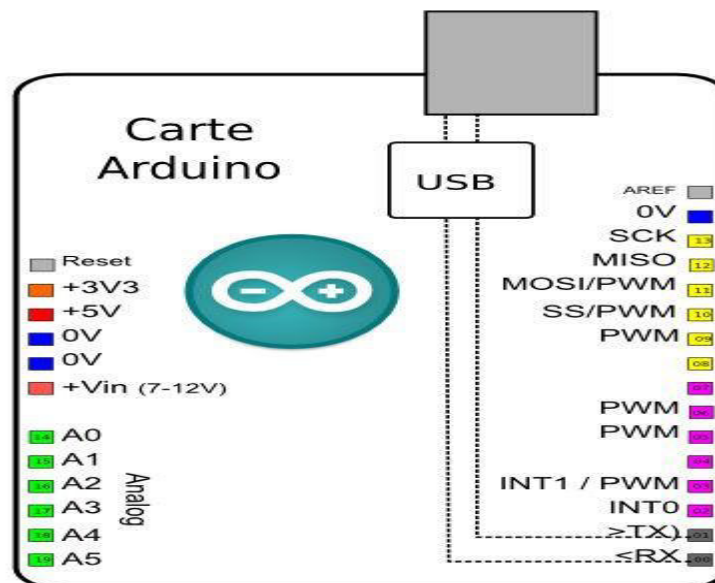 Carte
Arduino
USB
Reset
+3V3
+5V
0V
0V
+Vin (7-12V)
14 A0
15 A1
16 A2
17 A3
18 A4
19 A5
Analog
AREF
0V
SCK 13
MISO 12
MOSI/PWM 11
SS/PWM 10
PWM 09
08
07
PWM 06
PWM 05
04
INT1 / PWM 03
INT0 02
>TX) 01
<RX 00